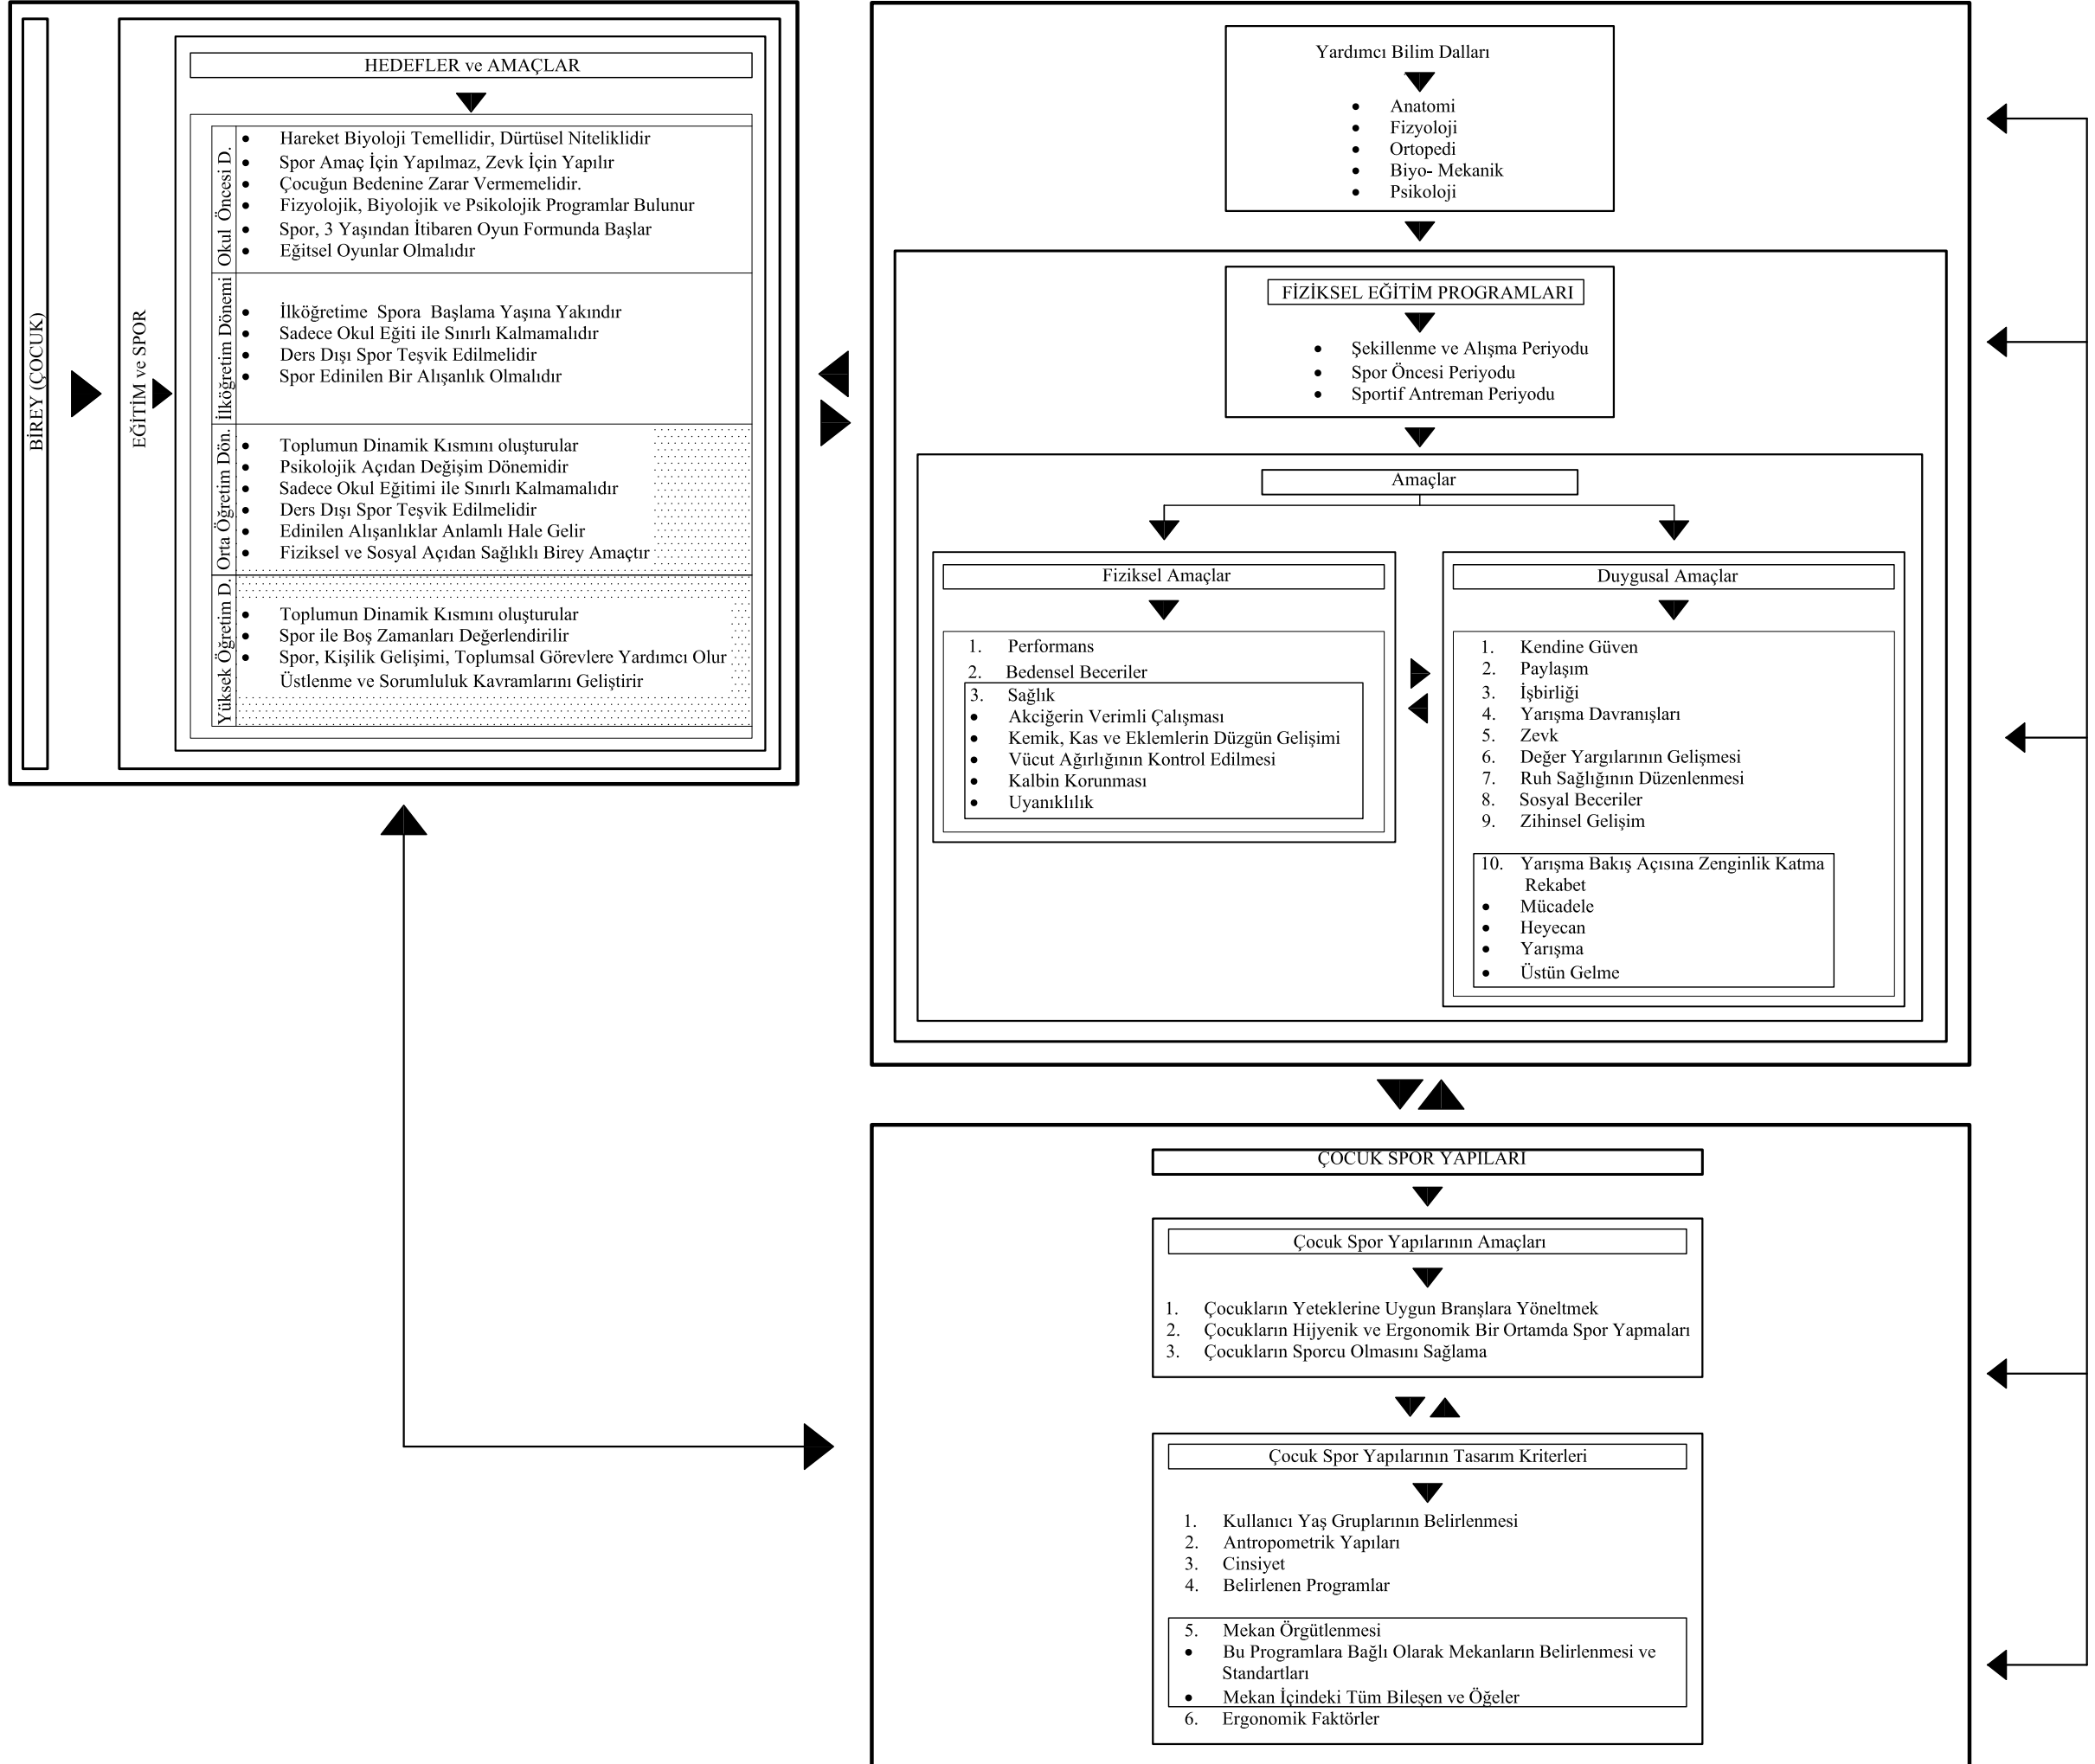 BİREY (ÇOCUK)
EĞİTİM ve SPOR
HEDEFLER ve AMAÇLAR
Okul Öncesi D.
• Hareket Biyoloji Temellidir, Dürtüsel Niteliklidir
• Spor Amaç İçin Yapılmaz, Zevk İçin Yapılır
• Çocuğun Bedenine Zarar Vermemelidir.
• Fizyolojik, Biyolojik ve Psikolojik Programlar Bulunur
• Spor, 3 Yaşından İtibaren Oyun Formunda Başlar
• Eğitsel Oyunlar Olmalıdır
İlköğretim Dönemi
• İlköğretime Spora Başlama Yaşına Yakındır
• Sadece Okul Eğiti ile Sınırlı Kalmamalıdır
• Ders Dışı Spor Teşvik Edilmelidir
• Spor Edinilen Bir Alışanlık Olmalıdır
Orta Öğretim Dön.
• Toplumun Dinamik Kısmını oluşturular
• Psikolojik Açıdan Değişim Dönemidir
• Sadece Okul Eğitimi ile Sınırlı Kalmamalıdır
• Ders Dışı Spor Teşvik Edilmelidir
• Edinilen Alışanlıklar Anlamlı Hale Gelir
• Fiziksel ve Sosyal Açıdan Sağlıklı Birey Amaçtır
Yüksek Öğretim D.
• Toplumun Dinamik Kısmını oluşturular
• Spor ile Boş Zamanları Değerlendirilir
• Spor, Kişilik Gelişimi, Toplumsal Görevlere Yardımcı Olur
Üstlenme ve Sorumluluk Kavramlarını Geliştirir
Yardımcı Bilim Dalları
• Anatomi
• Fizyoloji
• Ortopedi
• Biyo- Mekanik
• Psikoloji
FİZİKSEL EĞİTİM PROGRAMLARI
• Şekillenme ve Alışma Periyodu
• Spor Öncesi Periyodu
• Sportif Antreman Periyodu
Amaçlar
Fiziksel Amaçlar
1. Performans
2. Bedensel Beceriler
3. Sağlık
• Akciğerin Verimli Çalışması
• Kemik, Kas ve Eklemlerin Düzgün Gelişimi
• Vücut Ağırlığının Kontrol Edilmesi
• Kalbin Korunması
• Uyanıklılık
Duygusal Amaçlar
1. Kendine Güven
2. Paylaşım
3. İşbirliği
4. Yarışma Davranışları
5. Zevk
6. Değer Yargılarının Gelişmesi
7. Ruh Sağlığının Düzenlenmesi
8. Sosyal Beceriler
9. Zihinsel Gelişim
10. Yarışma Bakış Açısına Zenginlik Katma
Rekabet
• Mücadele
• Heyecan
• Yarışma
• Üstün Gelme
ÇOCUK SPOR YAPILARI
Çocuk Spor Yapılarının Amaçları
1. Çocukların Yeteklerine Uygun Branşlara Yöneltmek
2. Çocukların Hijyenik ve Ergonomik Bir Ortamda Spor Yapmaları
3. Çocukların Sporcu Olmasını Sağlama
Çocuk Spor Yapılarının Tasarım Kriterleri
1. Kullanıcı Yaş Gruplarının Belirlenmesi
2. Antropometrik Yapıları
3. Cinsiyet
4. Belirlenen Programlar
5. Mekan Örgütlenmesi
• Bu Programlara Bağlı Olarak Mekanların Belirlenmesi ve
Standartları
• Mekan İçindeki Tüm Bileşen ve Öğeler
6. Ergonomik Faktörler